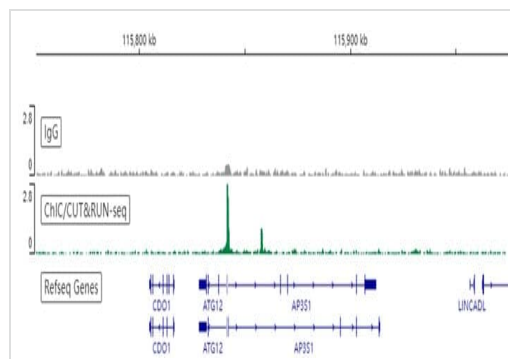 115,800 kb 115,900 kb
2.8
IgG
0
2.8
ChIC/CUT&RUN-seq
0
Refseq Genes
CDO1 ATG12 AP3S1 LINCADL
CDO1 ATG12 AP3S1